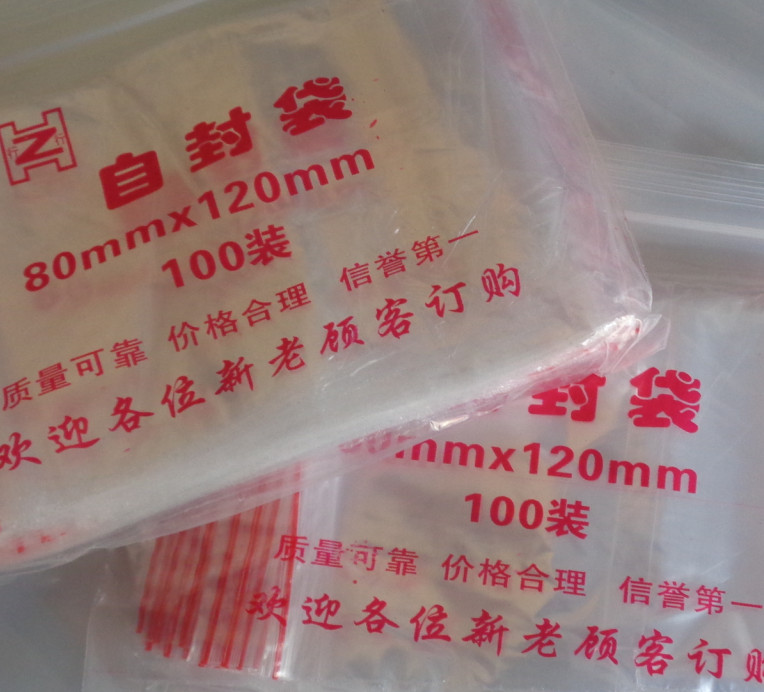 自封袋
80mmx120mm
100装
质量可靠 价格合理 信誉第一
欢迎各位新老顾客订购
封袋
mmx120mm
100装
质量可靠 价格合理 信誉第一
欢迎各位新老顾客订购